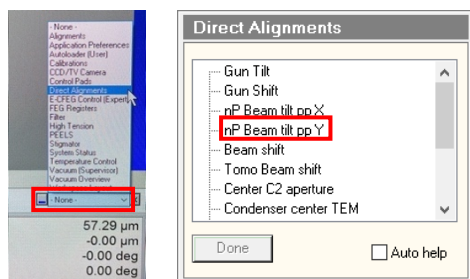 - None -
Alignments
Application Preferences
Autoloader (User)
Calibrations
CCD/TV Camera
Control Pads
Direct Alignments
E-CFEG Control (Expert)
FEG Registers
Filter
High Tension
PEELS
Stigmator
System Status
Temperature Control
Vacuum (Supervisor)
Vacuum Overview
- None -
57.29 µm
-0.00 µm
-0.00 deg
0.00 deg
Direct Alignments
Gun Tilt
Gun Shift
nP Beam tilt pp X
nP Beam tilt pp Y
Beam shift
Tomo Beam shift
Center C2 aperture
Condenser center TEM
Done
Auto help